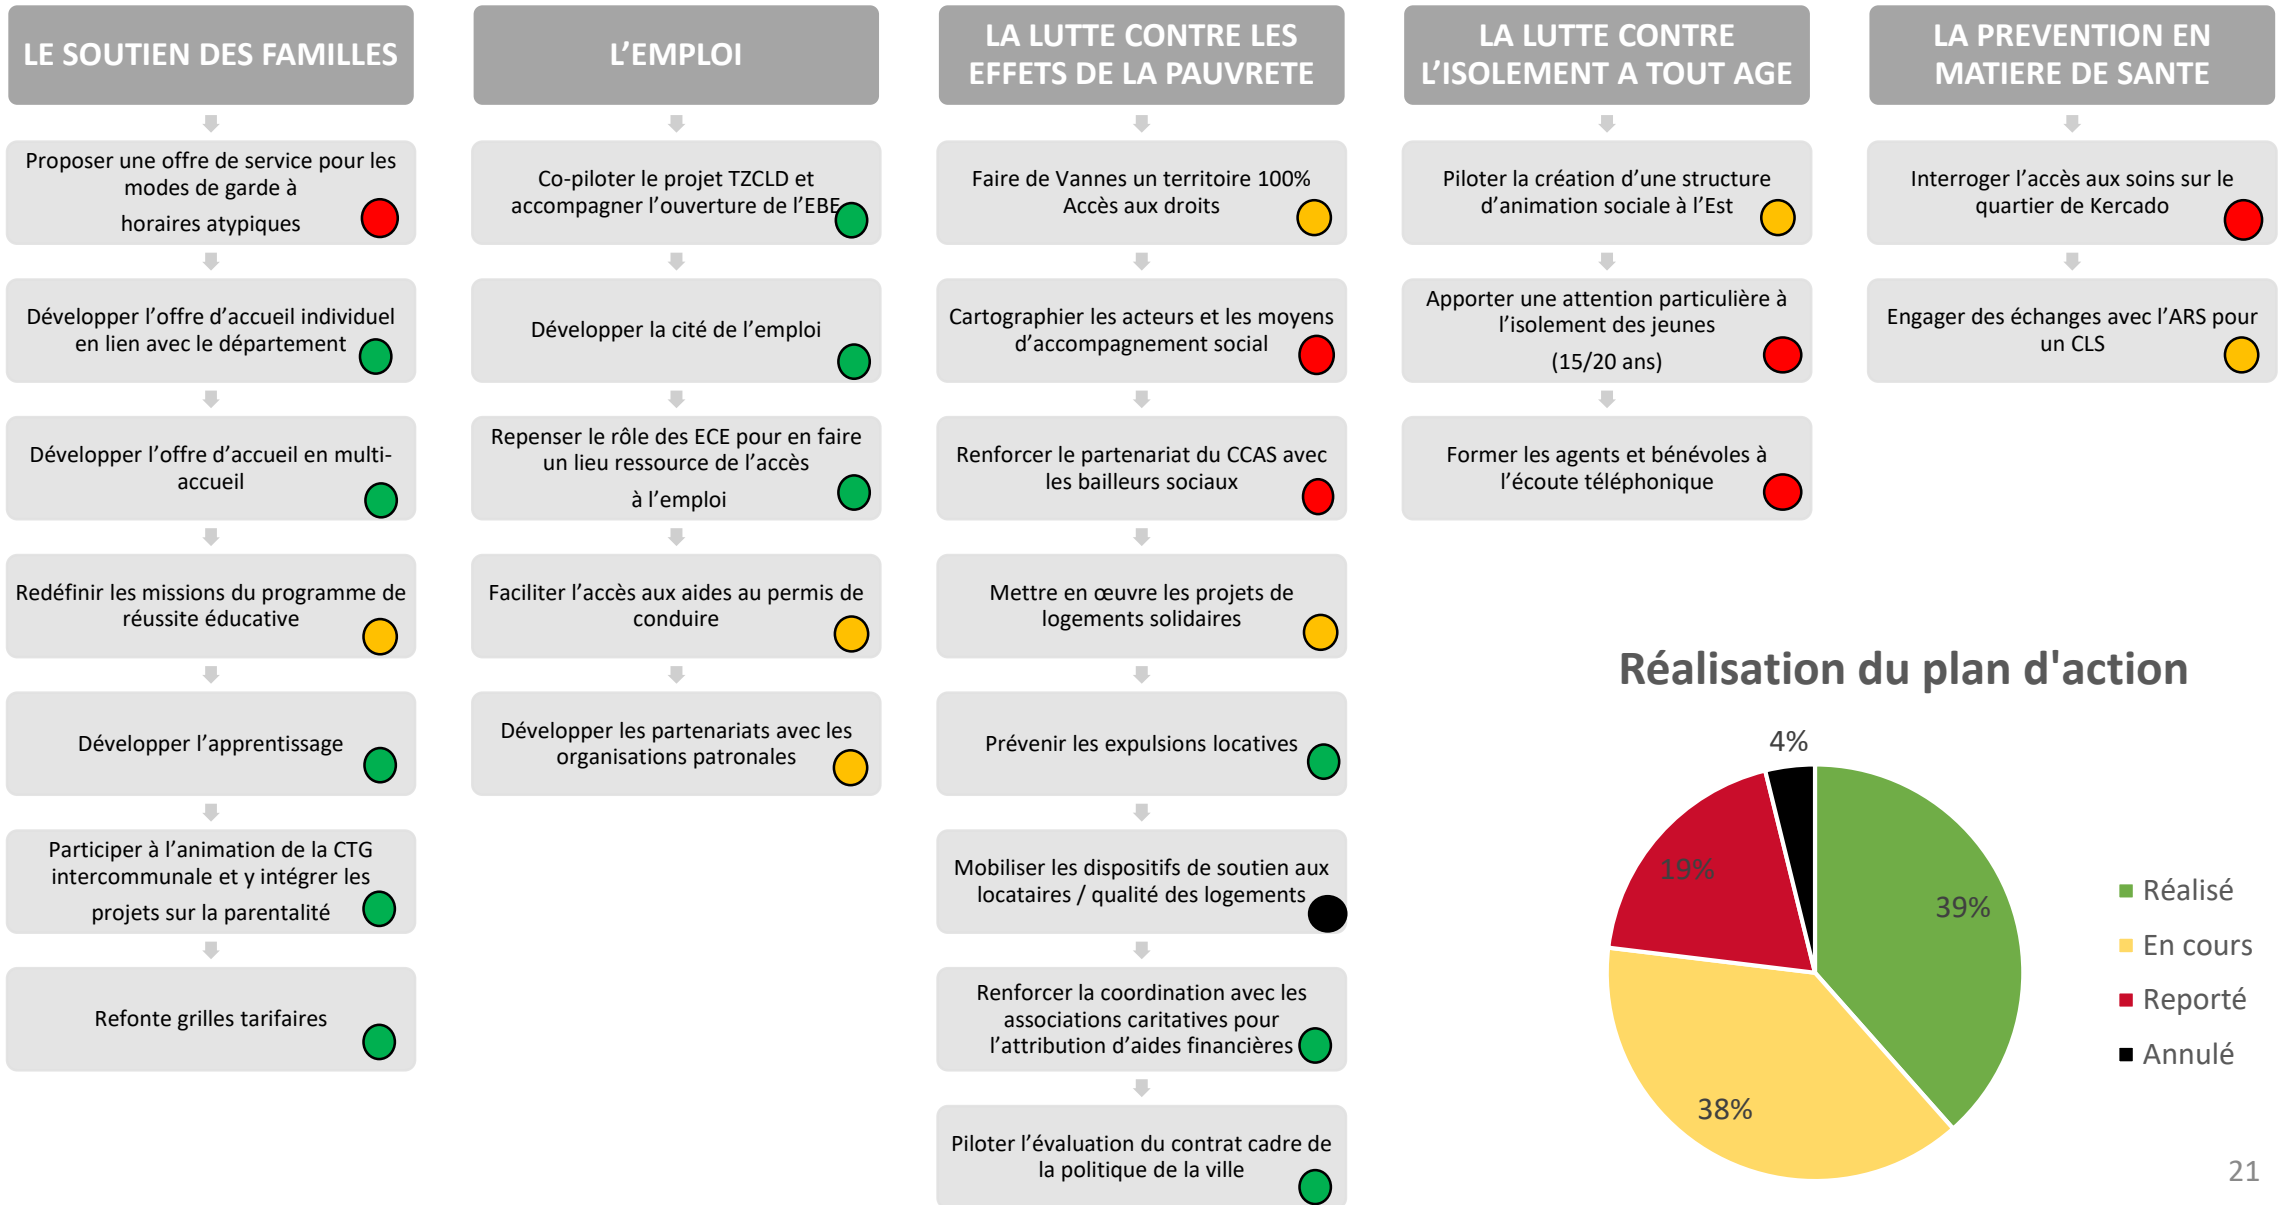 LE SOUTIEN DES FAMILLES
Proposer une offre de service pour les
modes de garde à
horaires atypiques
Développer l'offre d'accueil individuel
en lien avec le département
Développer l'offre d'accueil en multi-
accueil
Redéfinir les missions du programme de
réussite éducative
Développer l'apprentissage
Participer à l'animation de la CTG
intercommunale et y intégrer les
projets sur la parentalité
Refonte grilles tarifaires
L'EMPLOI
Co-piloter le projet TZCLD et
accompagner l'ouverture de l'EBE
Développer la cité de l'emploi
Repenser le rôle des ECE pour en faire
un lieu ressource de l'accès
à l'emploi
Faciliter l'accès aux aides au permis de
conduire
Développer les partenariats avec les
organisations patronales
LA LUTTE CONTRE LES
EFFETS DE LA PAUVRETE
Faire de Vannes un territoire 100%
Accès aux droits
Cartographier les acteurs et les moyens
d'accompagnement social
Renforcer le partenariat du CCAS avec
les bailleurs sociaux
Mettre en œuvre les projets de
logements solidaires
Prévenir les expulsions locatives
Mobiliser les dispositifs de soutien aux
locataires / qualité des logements
Renforcer la coordination avec les
associations caritatives pour
l'attribution d'aides financières
Piloter l'évaluation du contrat cadre de
la politique de la ville
LA LUTTE CONTRE
L'ISOLEMENT A TOUT AGE
Piloter la création d'une structure
d'animation sociale à l'Est
Apporter une attention particulière à
l'isolement des jeunes
(15/20 ans)
Former les agents et bénévoles à
l'écoute téléphonique
LA PREVENTION EN
MATIERE DE SANTE
Interroger l'accès aux soins sur le
quartier de Kercado
Engager des échanges avec l'ARS pour
un CLS
Réalisation du plan d'action
4%
19%
39%
38%
Réalisé
En cours
Reporté
Annulé
21